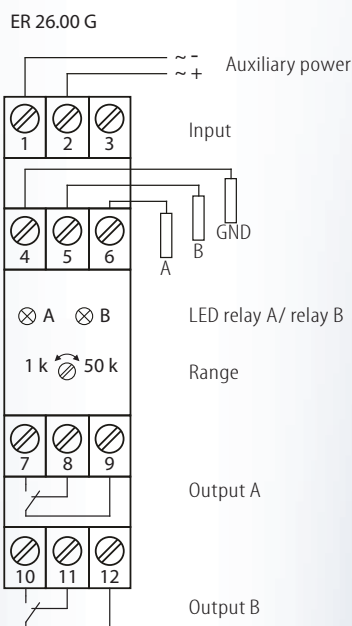 ER 26.00 G
~ -
~ + Auxiliary power
1 2 3 Input
4 5 6
GND
B
A
A B LED relay A/ relay B
1 k 50 k Range
7 8 9
Output A
10 11 12
Output B